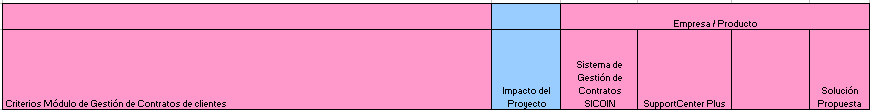 Empresa / Producto
Criterios Módulo de Gestión de Contratos de clientes
Impacto del
Proyecto
Sistema de
Gestión de
Contratos
SICOIN
SupportCenter Plus
Solución
Propuesta